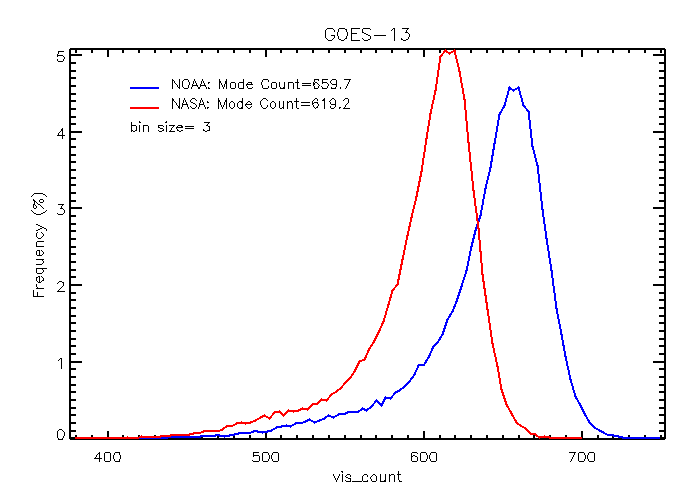 GOES-13
NOAA: Mode Count=659.7
NASA: Mode Count=619.2
bin size= 3
Frequency (%)
5
4
3
2
1
0
400 500 600 700
vis_count